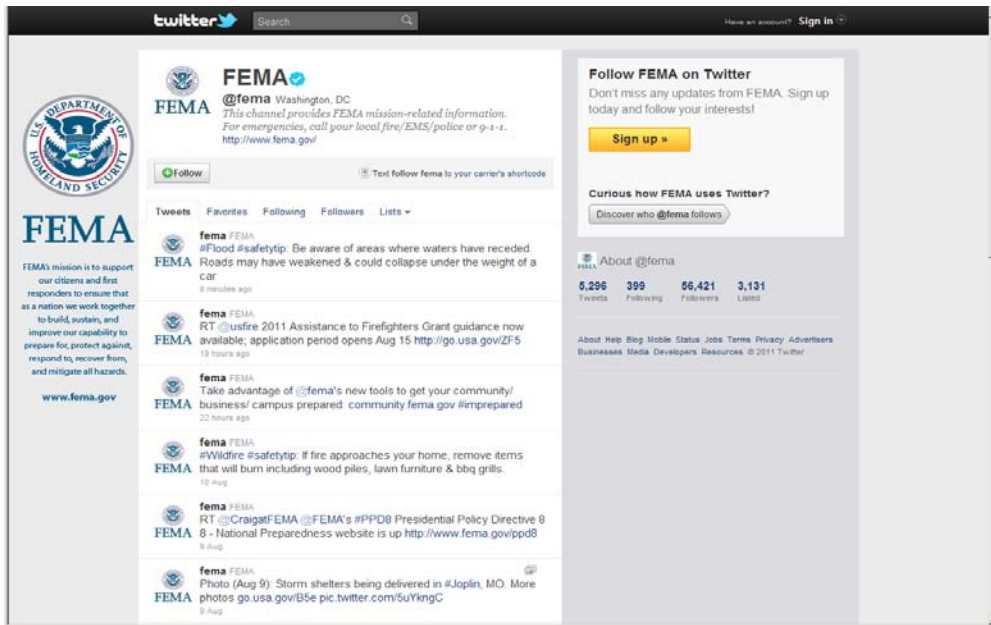 twitter
Search
Have an account? Sign in
U.S. DEPARTMENT OF HOMELAND SECURITY
FEMA
FEMA's mission is to support
our citizens and first
responders to ensure that
as a nation we work together
to build, sustain, and
improve our capability to
prepare for, protect against,
respond to, recover from,
and mitigate all hazards.
www.fema.gov
FEMA
FEMA
@fema Washington, DC
This channel provides FEMA mission-related information.
For emergencies, call your local fire/EMS/police or 9-1-1.
http://www.fema.gov/
Follow
Text follow fema to your carrier's shortcode
Tweets Favorites Following Followers Lists
fema FEMA
#Flood #safetytip: Be aware of areas where waters have receded.
FEMA Roads may have weakened & could collapse under the weight of a
car
8 minutes ago
fema FEMA
RT @usfire 2011 Assistance to Firefighters Grant guidance now
FEMA available; application period opens Aug 15 http://go.usa.gov/ZF5
19 hours ago
fema FEMA
Take advantage of @fema's new tools to get your community/
FEMA business/ campus prepared. community.fema.gov #imprepared
22 hours ago
fema FEMA
#Wildfire #safetytip: If fire approaches your home, remove items
FEMA that will burn including wood piles, lawn furniture & bbq grills.
10 Aug
fema FEMA
RT @CraigatFEMA @FEMA's #PPD8 Presidential Policy Directive 8
FEMA 8 - National Preparedness website is up http://www.fema.gov/ppd8
9 Aug
fema FEMA
Photo (Aug 9): Storm shelters being delivered in #Joplin, MO. More
FEMA photos go.usa.gov/B5e pic.twitter.com/5uYkngC
9 Aug
Follow FEMA on Twitter
Don't miss any updates from FEMA. Sign up
today and follow your interests!
Sign up »
Curious how FEMA uses Twitter?
Discover who @fema follows
FEMA About @fema
5,296 399 56,421 3,131
Tweets Following Followers Listed
About Help Blog Mobile Status Jobs Terms Privacy Advertisers
Businesses Media Developers Resources © 2011 Twitter